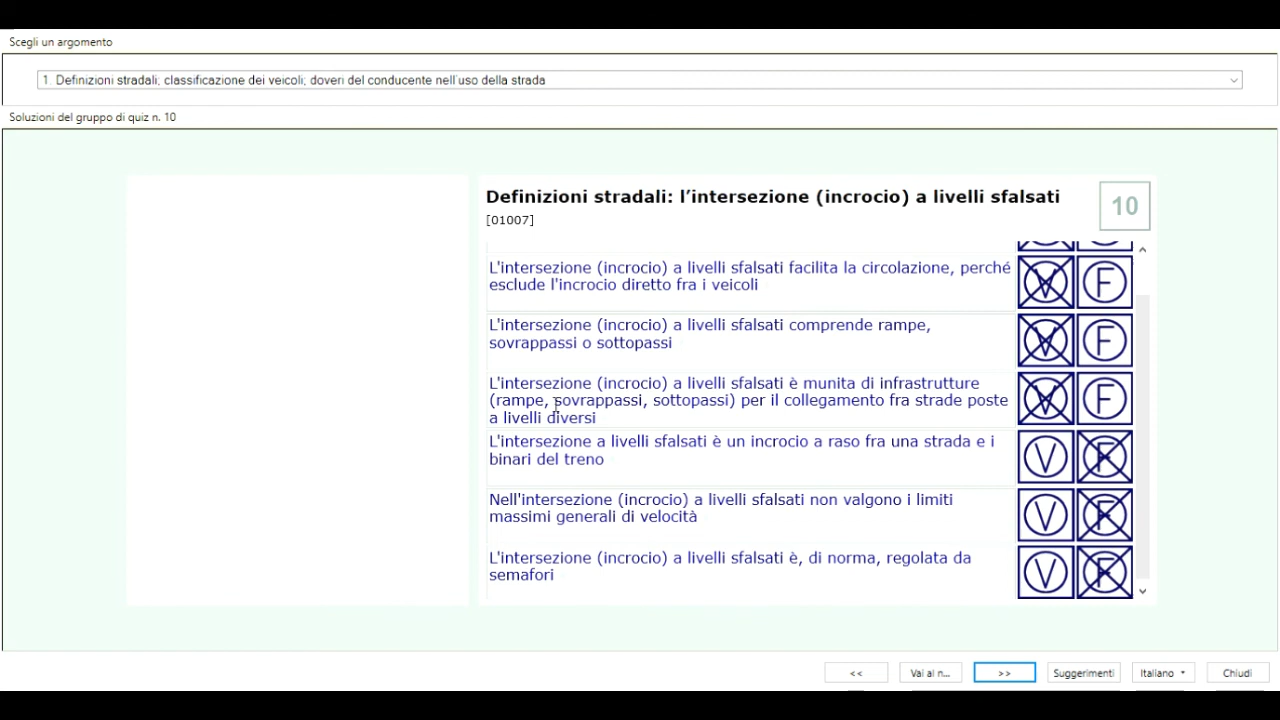 Scegli un argomento
1. Definizioni stradali; classificazione dei veicoli; doveri del conducente nell'uso della strada
Soluzioni del gruppo di quiz n. 10
Definizioni stradali: l’intersezione (incrocio) a livelli sfalsati
10
[01007]
L'intersezione (incrocio) a livelli sfalsati facilita la circolazione, perché
esclude l'incrocio diretto fra i veicoli
V F
L'intersezione (incrocio) a livelli sfalsati comprende rampe,
sovrappassi o sottopassi
V F
L'intersezione (incrocio) a livelli sfalsati è munita di infrastrutture
(rampe, sovrappassi, sottopassi) per il collegamento fra strade poste
a livelli diversi
V F
L'intersezione a livelli sfalsati è un incrocio a raso fra una strada e i
binari del treno
V F
Nell'intersezione (incrocio) a livelli sfalsati non valgono i limiti
massimi generali di velocità
V F
L'intersezione (incrocio) a livelli sfalsati è, di norma, regolata da
semafori
V F
<< Vai al n... >> Suggerimenti Italiano Chiudi